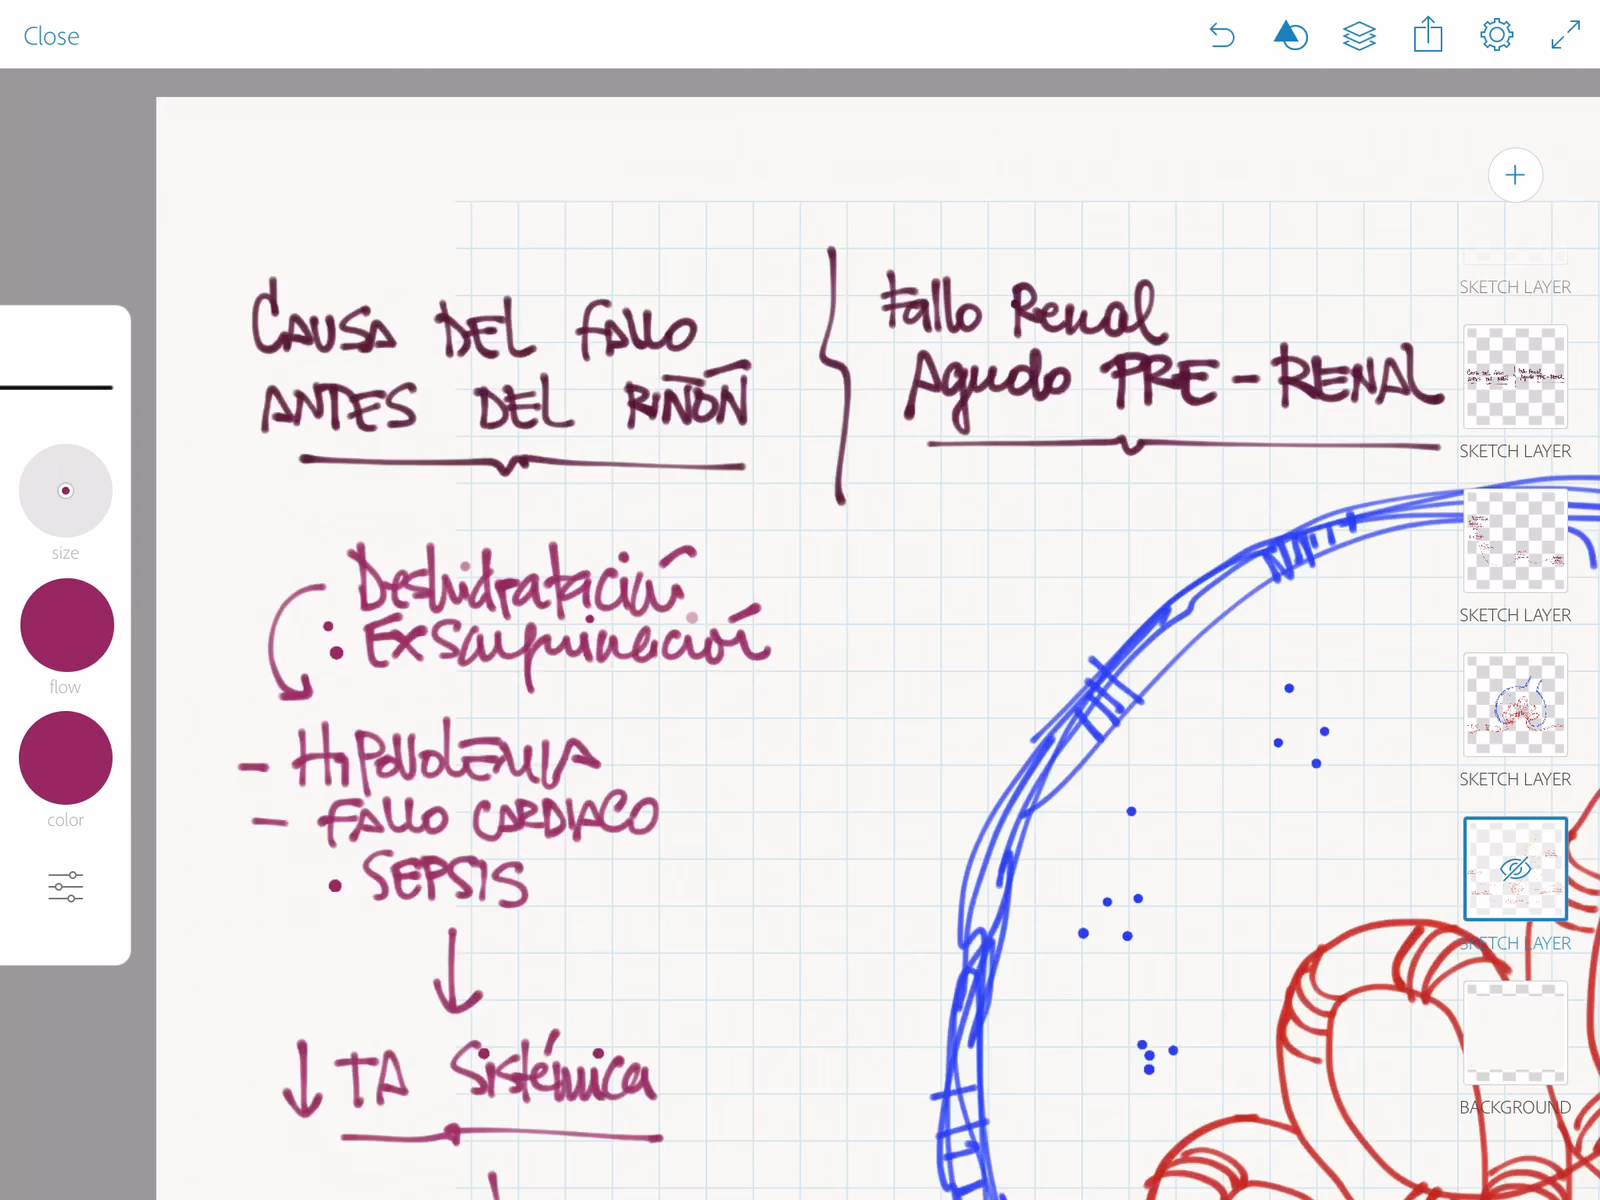 Close
CAUSA DEL FALLO
ANTES DEL RIÑÓN
Fallo Renal
Agudo PRE-RENAL
Deshidratación
: Exsanguinación
- HIPOVOLEMIA
- FALLO CARDIACO
• SEPSIS
↓
↓ TA Sistémica
size
flow
color
SKETCH LAYER
SKETCH LAYER
SKETCH LAYER
SKETCH LAYER
SKETCH LAYER
BACKGROUND